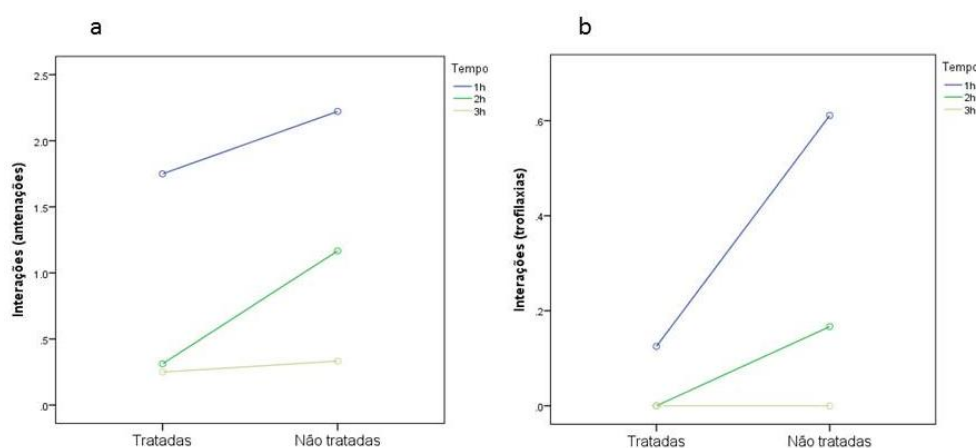 a
Interações (antenações)
2.5
2.0
1.5
1.0
.5
.0
Tratadas
Não tratadas
Tempo
1h
2h
3h
b
Interações (trofilaxias)
.6
.4
.2
.0
Tratadas
Não tratadas
Tempo
1h
2h
3h